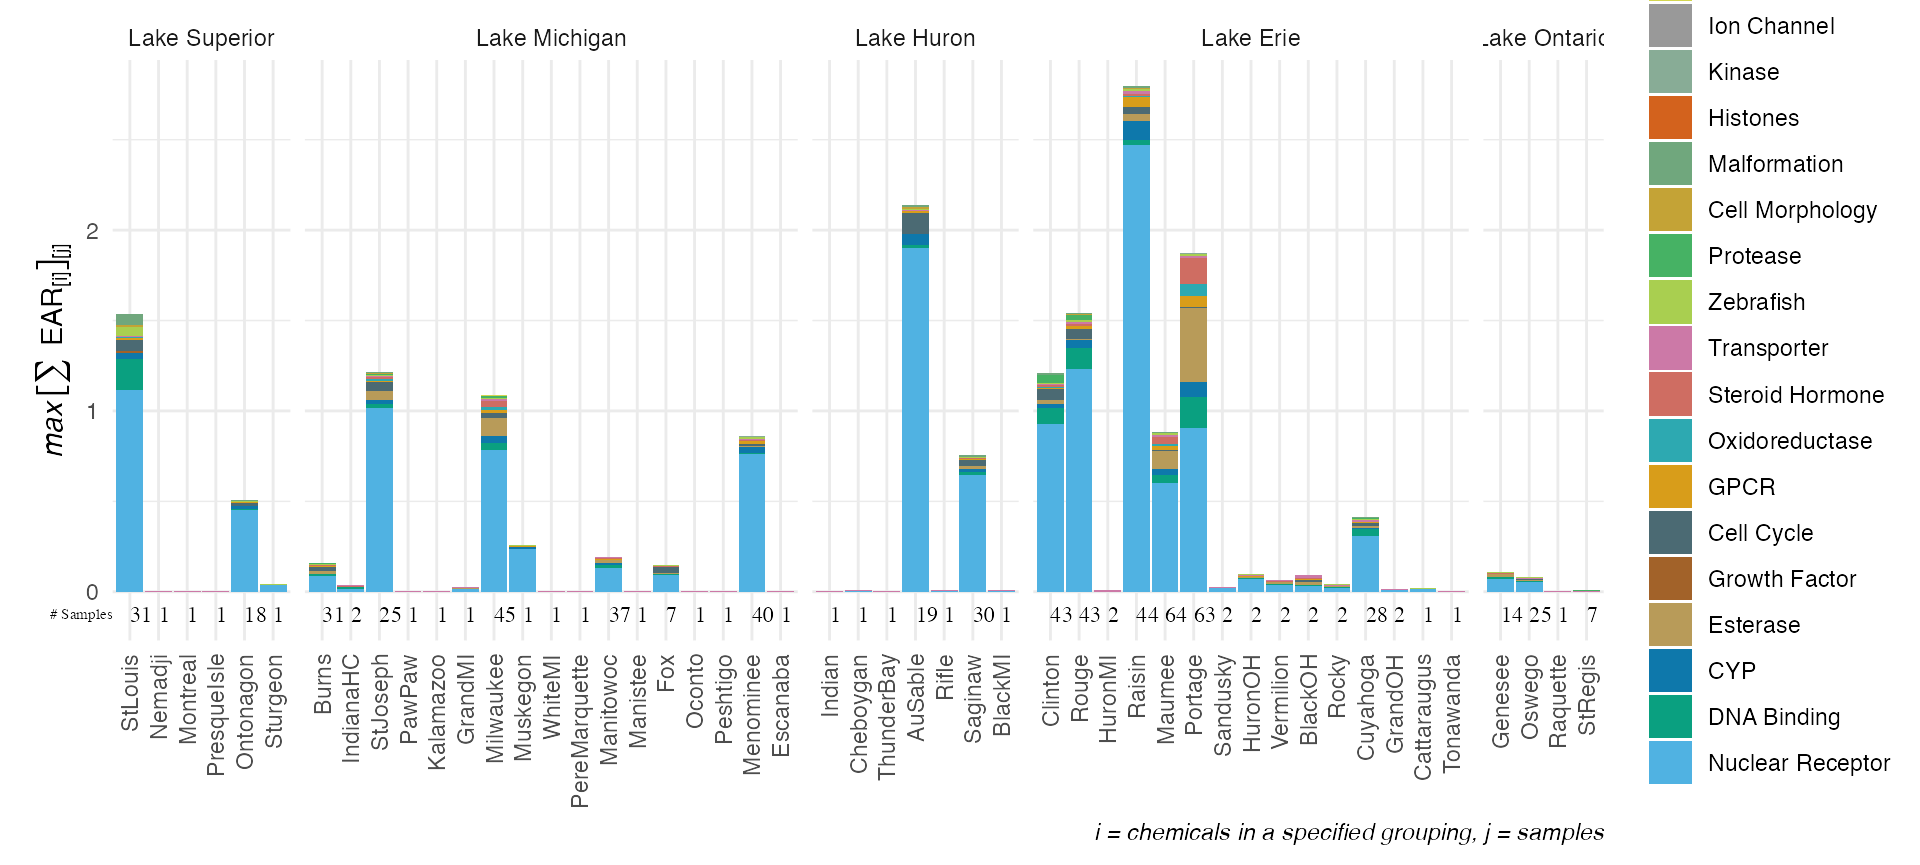 Lake Superior Lake Michigan Lake Huron Lake Erie Lake Ontario
max[∑ EAR[ij]][j]
2
1
0
# Samples 31 1 1 1 18 1 31 2 25 1 1 1 45 1 1 1 37 1 7 1 1 40 1 1 1 1 19 1 30 1 43 43 2 44 64 63 2 2 2 2 2 28 2 1 1 14 25 1 7
StLouis
Nemadji
Montreal
PresqueIsle
Ontonagon
Sturgeon
Burns
IndianaHC
StJoseph
PawPaw
Kalamazoo
GrandMI
Milwaukee
Muskegon
WhiteMI
PereMarquette
Manitowoc
Manistee
Fox
Oconto
Peshtigo
Menominee
Escanaba
Indian
Cheboygan
ThunderBay
AuSable
Rifle
Saginaw
BlackMI
Clinton
Rouge
HuronMI
Raisin
Maumee
Portage
Sandusky
HuronOH
Vermilion
BlackOH
Rocky
Cuyahoga
GrandOH
Cattaraugus
Tonawanda
Genesee
Oswego
Raquette
StRegis
Ion Channel
Kinase
Histones
Malformation
Cell Morphology
Protease
Zebrafish
Transporter
Steroid Hormone
Oxidoreductase
GPCR
Cell Cycle
Growth Factor
Esterase
CYP
DNA Binding
Nuclear Receptor
i = chemicals in a specified grouping, j = samples